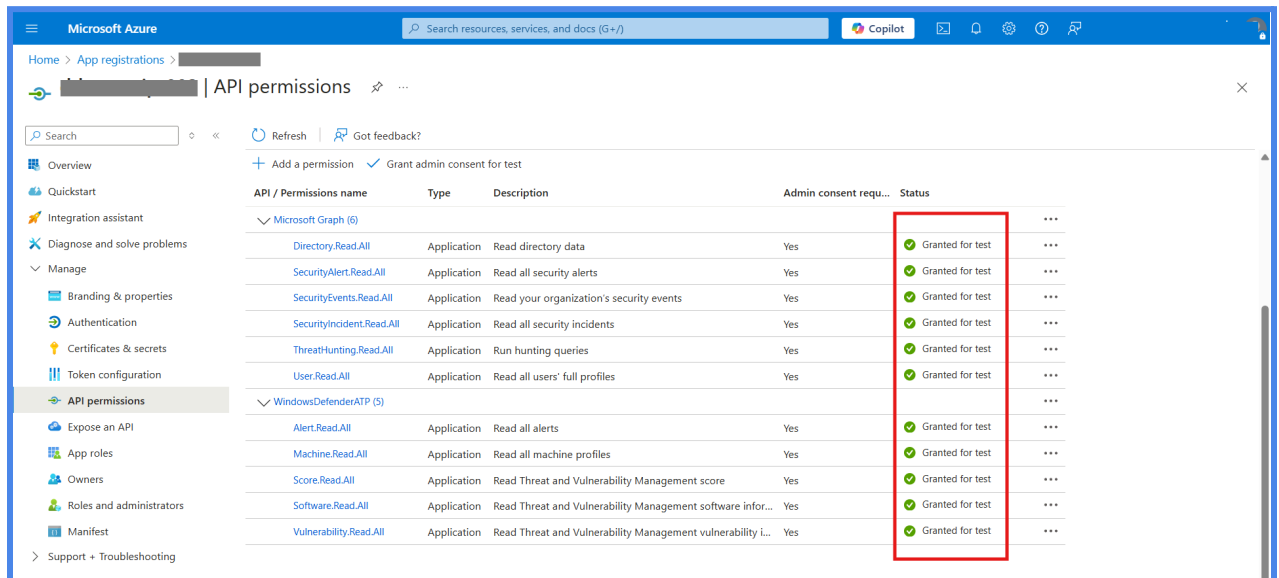 Microsoft Azure
Search resources, services, and docs (G+/)
Copilot
Home > App registrations >
| API permissions
Search
Refresh
Got feedback?
Overview
Quickstart
Integration assistant
Diagnose and solve problems
Manage
Branding & properties
Authentication
Certificates & secrets
Token configuration
API permissions
Expose an API
App roles
Owners
Roles and administrators
Manifest
Support + Troubleshooting
Add a permission
Grant admin consent for test
API / Permissions name Type Description Admin consent requ... Status
Microsoft Graph (6)
Directory.Read.All Application Read directory data Yes Granted for test
SecurityAlert.Read.All Application Read all security alerts Yes Granted for test
SecurityEvents.Read.All Application Read your organization's security events Yes Granted for test
SecurityIncident.Read.All Application Read all security incidents Yes Granted for test
ThreatHunting.Read.All Application Run hunting queries Yes Granted for test
User.Read.All Application Read all users' full profiles Yes Granted for test
WindowsDefenderATP (5)
Alert.Read.All Application Read all alerts Yes Granted for test
Machine.Read.All Application Read all machine profiles Yes Granted for test
Score.Read.All Application Read Threat and Vulnerability Management score Yes Granted for test
Software.Read.All Application Read Threat and Vulnerability Management software infor... Yes Granted for test
Vulnerability.Read.All Application Read Threat and Vulnerability Management vulnerability i... Yes Granted for test